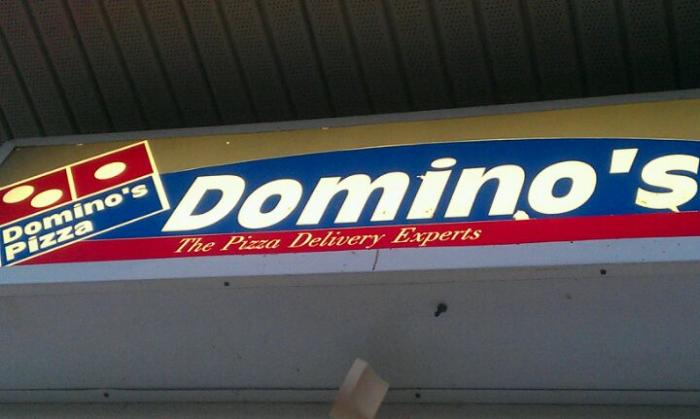 Domino's
Pizza
Domino's
The Pizza Delivery Experts